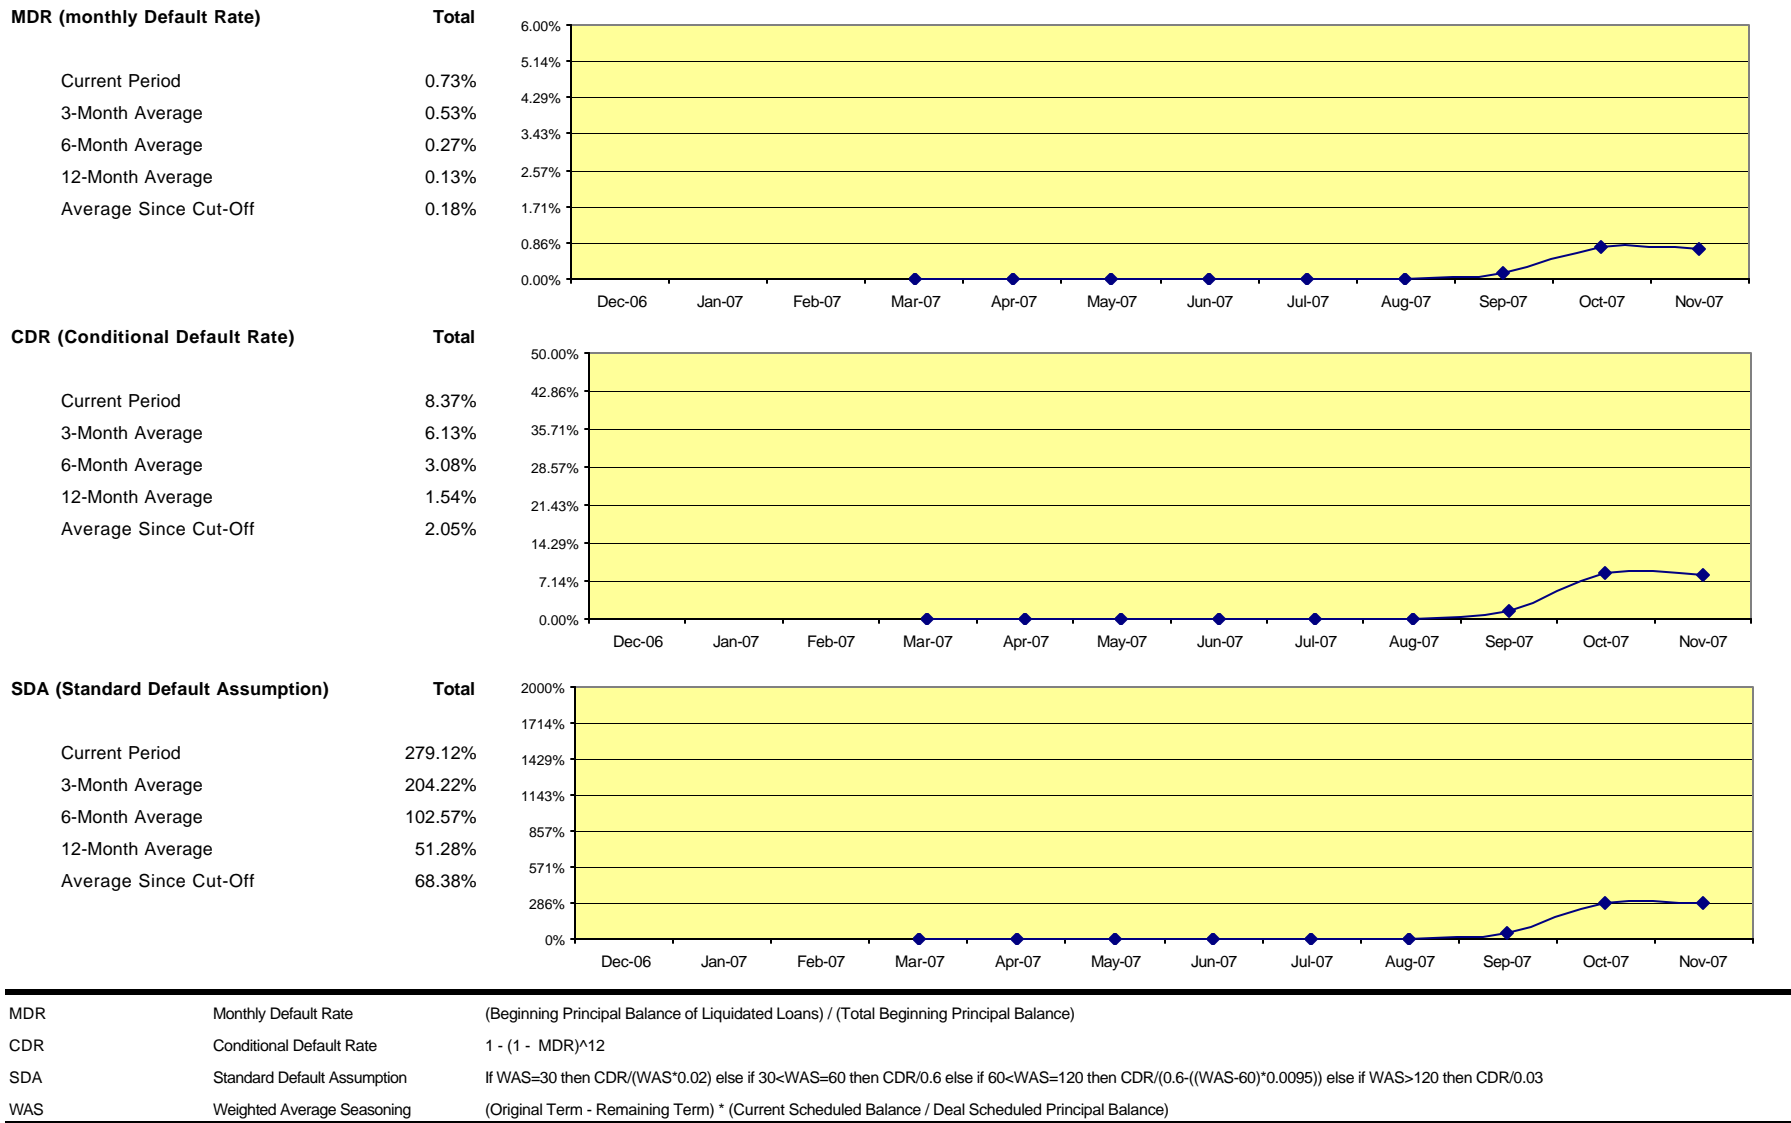 MDR (monthly Default Rate) Total
Current Period 0.73%
3-Month Average 0.53%
6-Month Average 0.27%
12-Month Average 0.13%
Average Since Cut-Off 0.18%
6.00%
5.14%
4.29%
3.43%
2.57%
1.71%
0.86%
0.00%
Dec-06 Jan-07 Feb-07 Mar-07 Apr-07 May-07 Jun-07 Jul-07 Aug-07 Sep-07 Oct-07 Nov-07
CDR (Conditional Default Rate) Total
Current Period 8.37%
3-Month Average 6.13%
6-Month Average 3.08%
12-Month Average 1.54%
Average Since Cut-Off 2.05%
50.00%
42.86%
35.71%
28.57%
21.43%
14.29%
7.14%
0.00%
Dec-06 Jan-07 Feb-07 Mar-07 Apr-07 May-07 Jun-07 Jul-07 Aug-07 Sep-07 Oct-07 Nov-07
SDA (Standard Default Assumption) Total
Current Period 279.12%
3-Month Average 204.22%
6-Month Average 102.57%
12-Month Average 51.28%
Average Since Cut-Off 68.38%
2000%
1714%
1429%
1143%
857%
571%
286%
0%
Dec-06 Jan-07 Feb-07 Mar-07 Apr-07 May-07 Jun-07 Jul-07 Aug-07 Sep-07 Oct-07 Nov-07
MDR Monthly Default Rate (Beginning Principal Balance of Liquidated Loans) / (Total Beginning Principal Balance)
CDR Conditional Default Rate 1 - (1 - MDR)^12
SDA Standard Default Assumption If WAS=30 then CDR/(WAS*0.02) else if 30<WAS=60 then CDR/0.6 else if 60<WAS=120 then CDR/(0.6-((WAS-60)*0.0095)) else if WAS>120 then CDR/0.03
WAS Weighted Average Seasoning (Original Term - Remaining Term) * (Current Scheduled Balance / Deal Scheduled Principal Balance)